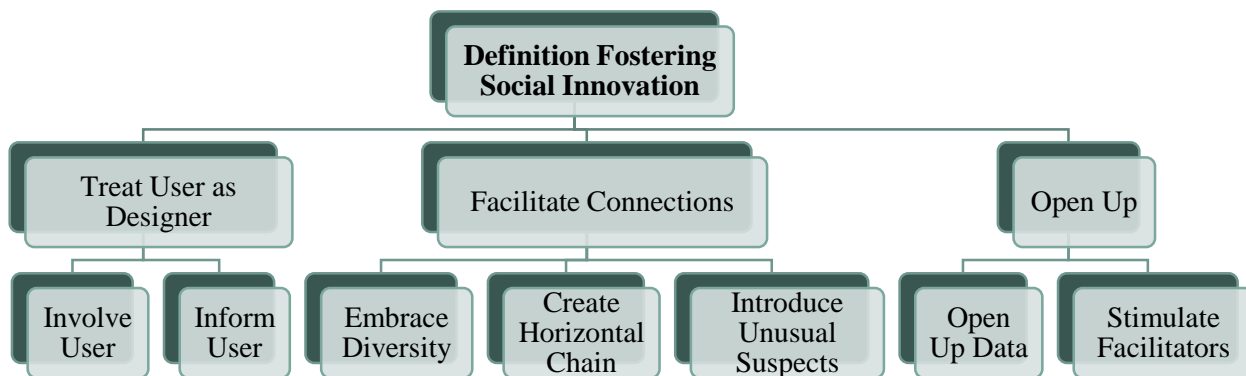 Definition Fostering
Social Innovation
Treat User as
Designer
Facilitate Connections
Open Up
Involve
User
Inform
User
Embrace
Diversity
Create
Horizontal
Chain
Introduce
Unusual
Suspects
Open
Up Data
Stimulate
Facilitators